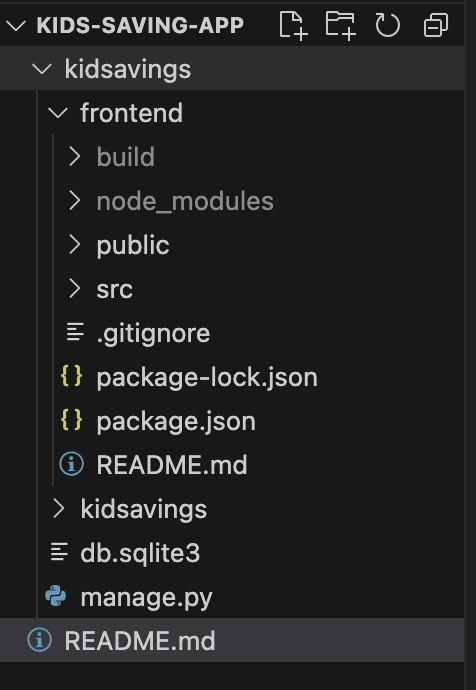 KIDS-SAVING-APP
kidsavings
frontend
build
node_modules
public
src
.gitignore
{} package-lock.json
{} package.json
README.md
kidsavings
db.sqlite3
manage.py
README.md